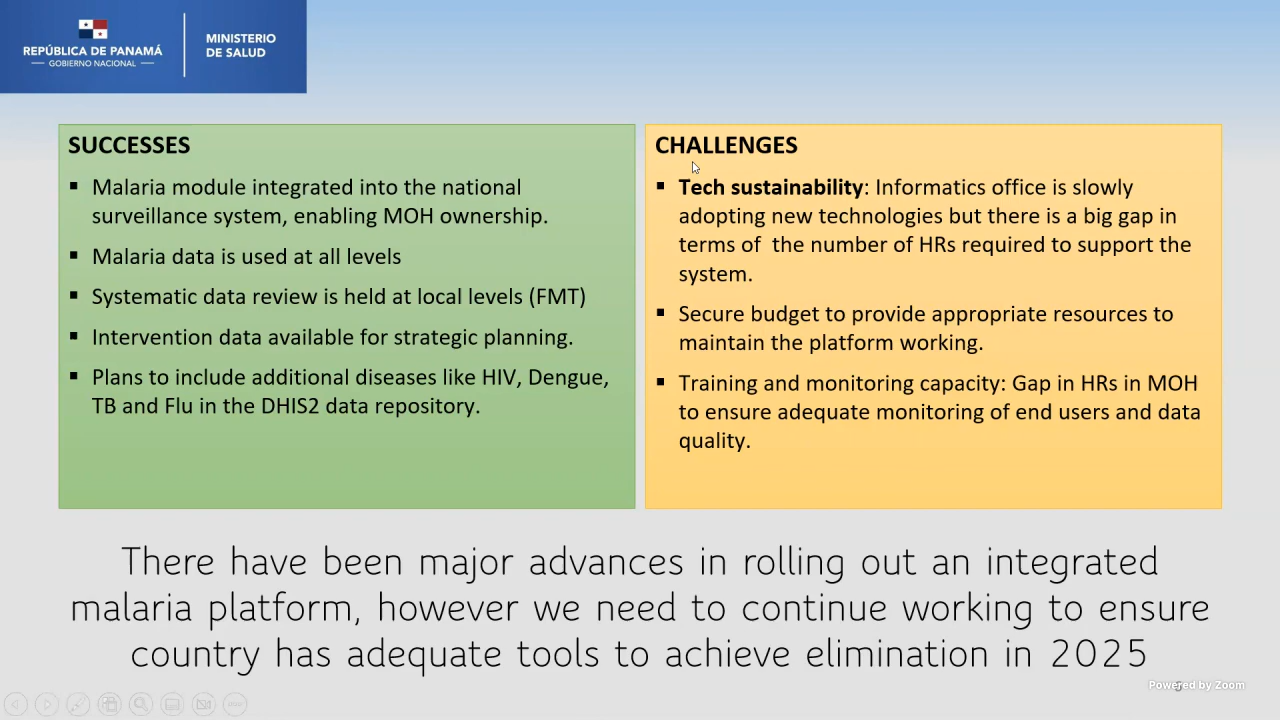 REPÚBLICA DE PANAMÁ
GOBIERNO NACIONAL
MINISTERIO
DE SALUD
SUCCESSES
▪ Malaria module integrated into the national
surveillance system, enabling MOH ownership.
▪ Malaria data is used at all levels
▪ Systematic data review is held at local levels (FMT)
▪ Intervention data available for strategic planning.
▪ Plans to include additional diseases like HIV, Dengue,
TB and Flu in the DHIS2 data repository.
CHALLENGES
▪ Tech sustainability: Informatics office is slowly
adopting new technologies but there is a big gap in
terms of  the number of HRs required to support the
system.
▪ Secure budget to provide appropriate resources to
maintain the platform working.
▪ Training and monitoring capacity: Gap in HRs in MOH
to ensure adequate monitoring of end users and data
quality.
There have been major advances in rolling out an integrated
malaria platform, however we need to continue working to ensure
country has adequate tools to achieve elimination in 2025
Powered by Zoom